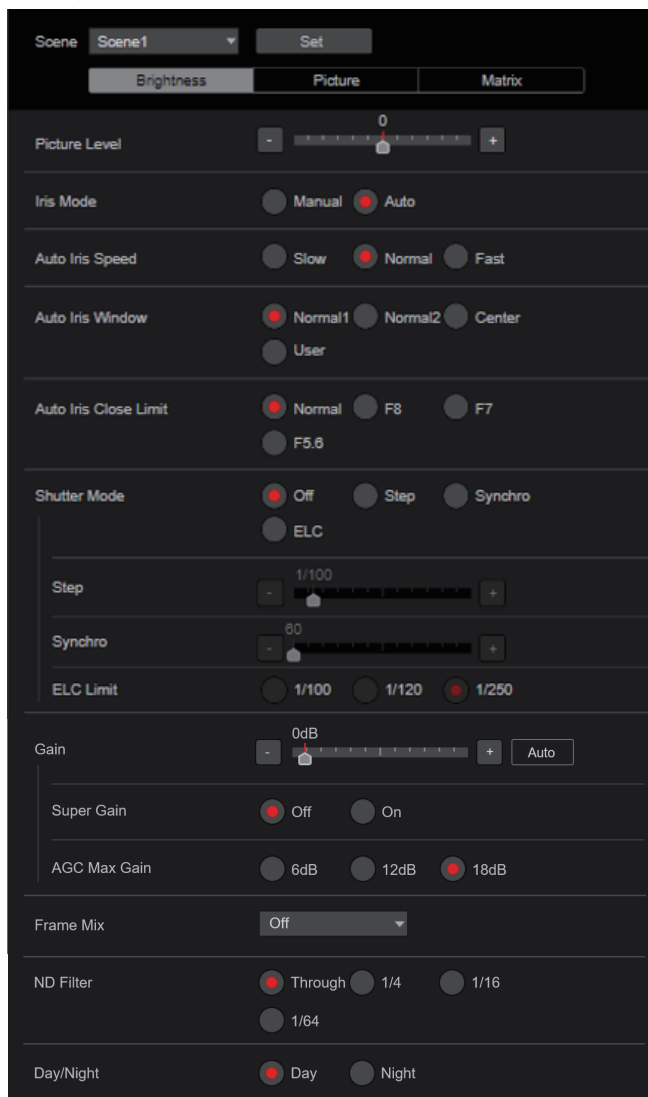 Scene Scene1 Set
Brightness Picture Matrix
0
Picture Level - +
Iris Mode Manual Auto
Auto Iris Speed Slow Normal Fast
Auto Iris Window Normal1 Normal2 Center
User
Auto Iris Close Limit Normal F8 F7
F5.6
Shutter Mode Off Step Synchro
ELC
1/100
Step - +
60
Synchro - +
ELC Limit 1/100 1/120 1/250
0dB
Gain - + Auto
Super Gain Off On
AGC Max Gain 6dB 12dB 18dB
Frame Mix Off
ND Filter Through 1/4 1/16
1/64
Day/Night Day Night